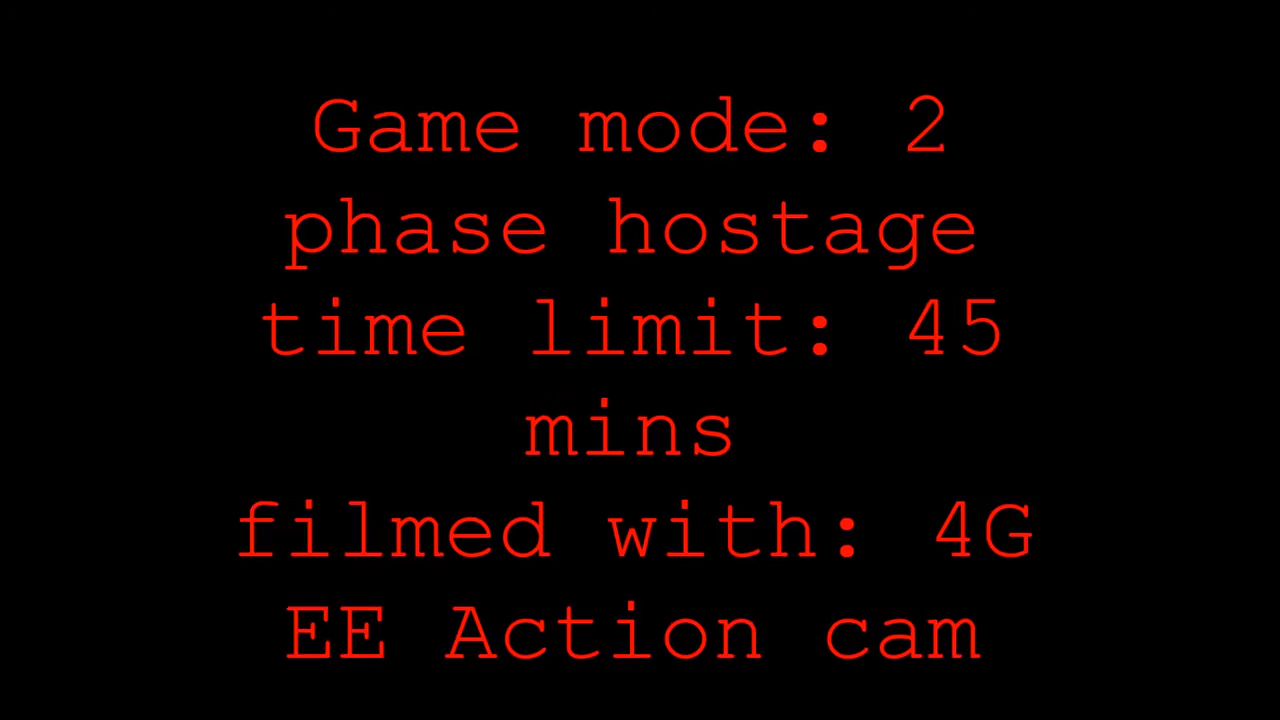 Game mode: 2
phase hostage
time limit: 45
mins
filmed with: 4G
EE Action cam